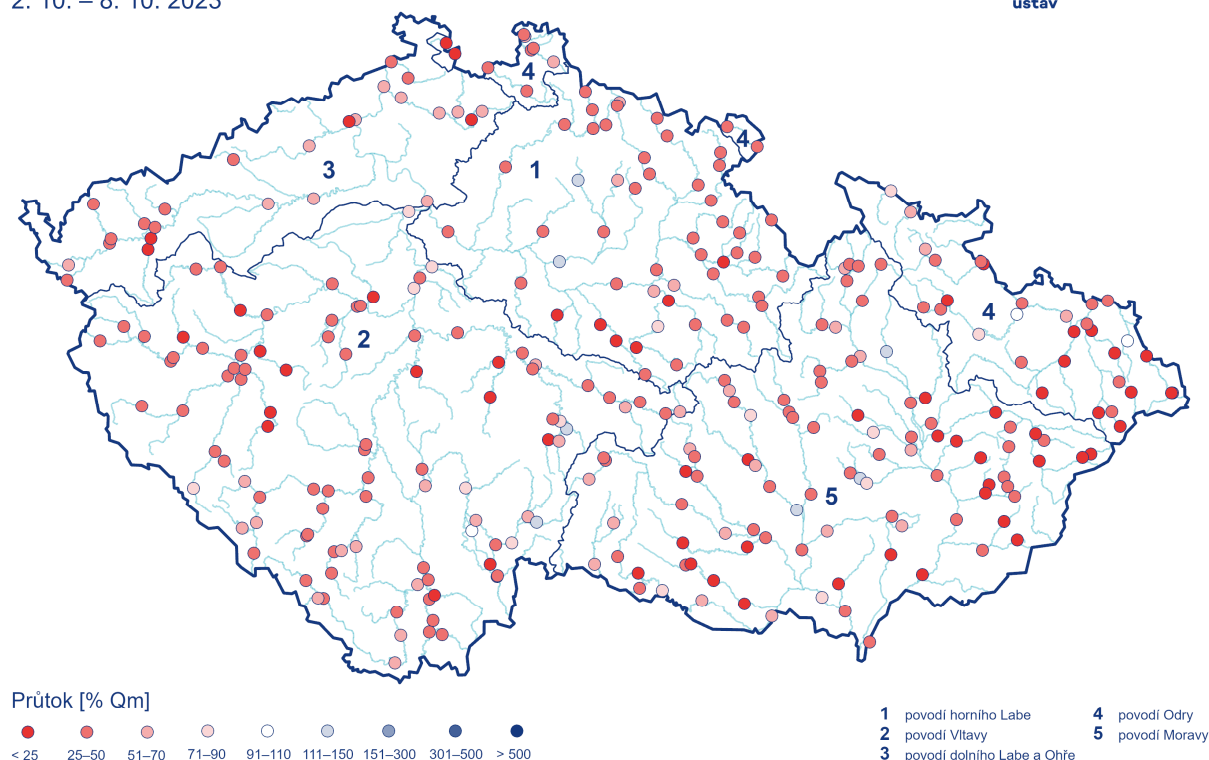 2. 10. – 8. 10. 2023
ústav
4
4
3
1
2
4
5
Průtok [% Qm]
< 25 25–50 51–70 71–90 91–110 111–150 151–300 301–500 > 500
1 povodí horního Labe
2 povodí Vltavy
3 povodí dolního Labe a Ohře
4 povodí Odry
5 povodí Moravy